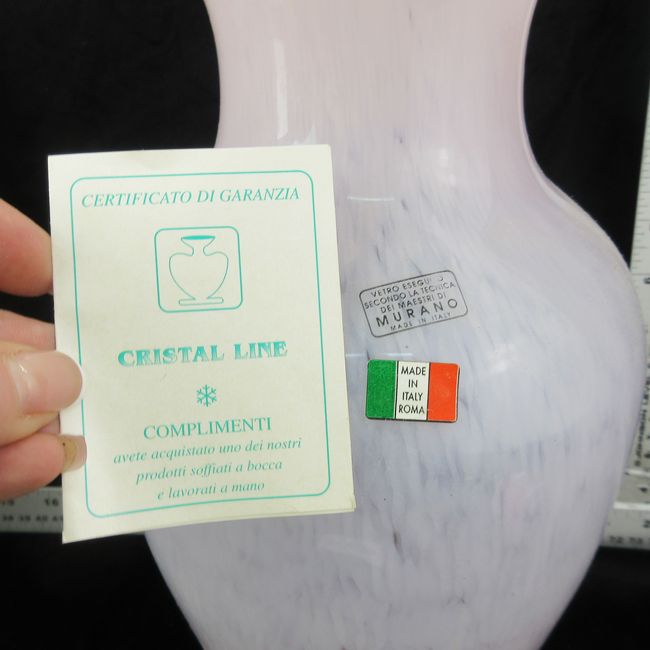 CERTIFICATO DI GARANZIA
CRISTAL LINE
COMPLIMENTI
avete acquistato uno dei nostri
prodotti soffiati a bocca
e lavorati a mano
VETRO ESEGUITO
SECONDO LA TECNICA
DEI MAESTRI DI
MURANO
MADE IN ITALY
MADE
IN
ITALY
ROMA